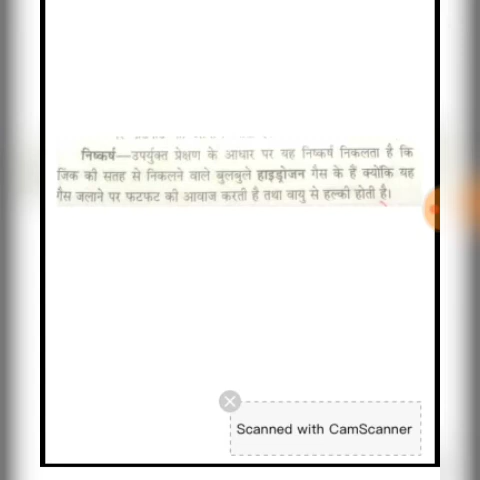 निष्कर्ष—उपर्युक्त प्रेक्षण के आधार पर यह निष्कर्ष निकलता है कि
जिंक की सतह से निकलने वाले बुलबुले हाइड्रोजन गैस के हैं क्योंकि यह
गैस जलाने पर फटफट की आवाज करती है तथा वायु से हल्की होती है।
Scanned with CamScanner